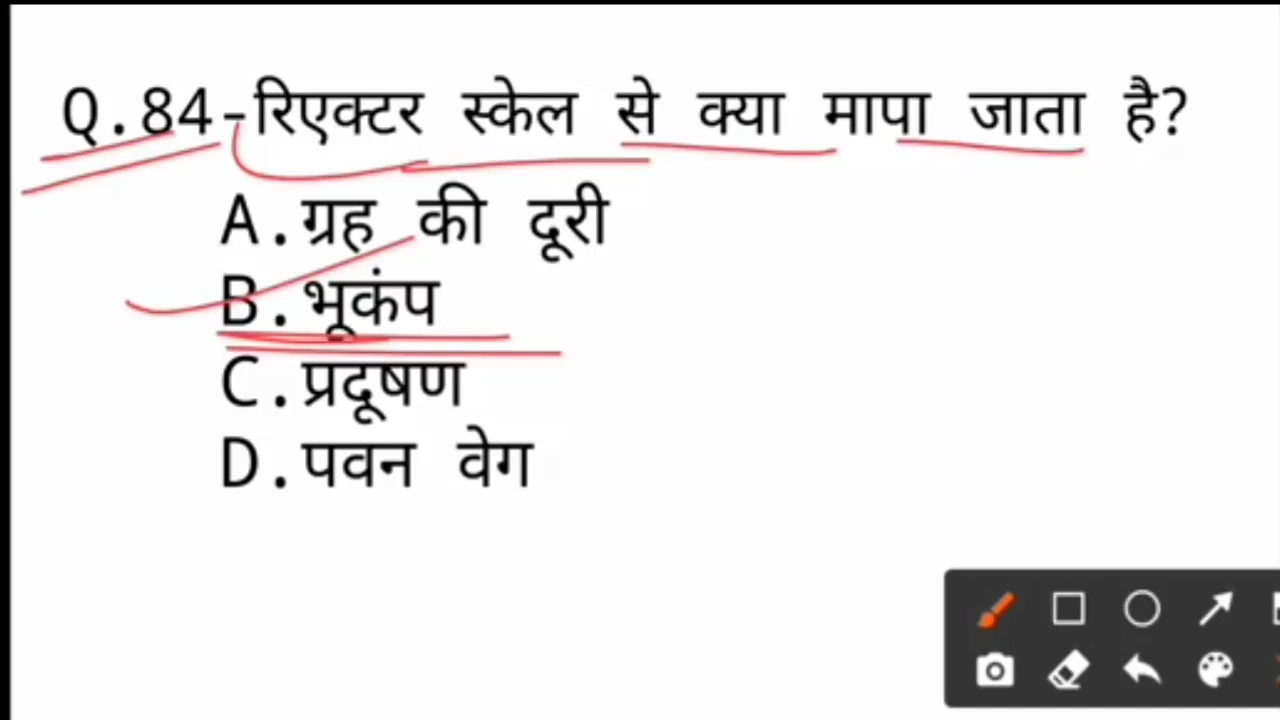 Q.84-रिएक्टर स्केल से क्या मापा जाता है?
A.ग्रह की दूरी
B.भूकंप
C.प्रदूषण
D.पवन वेग